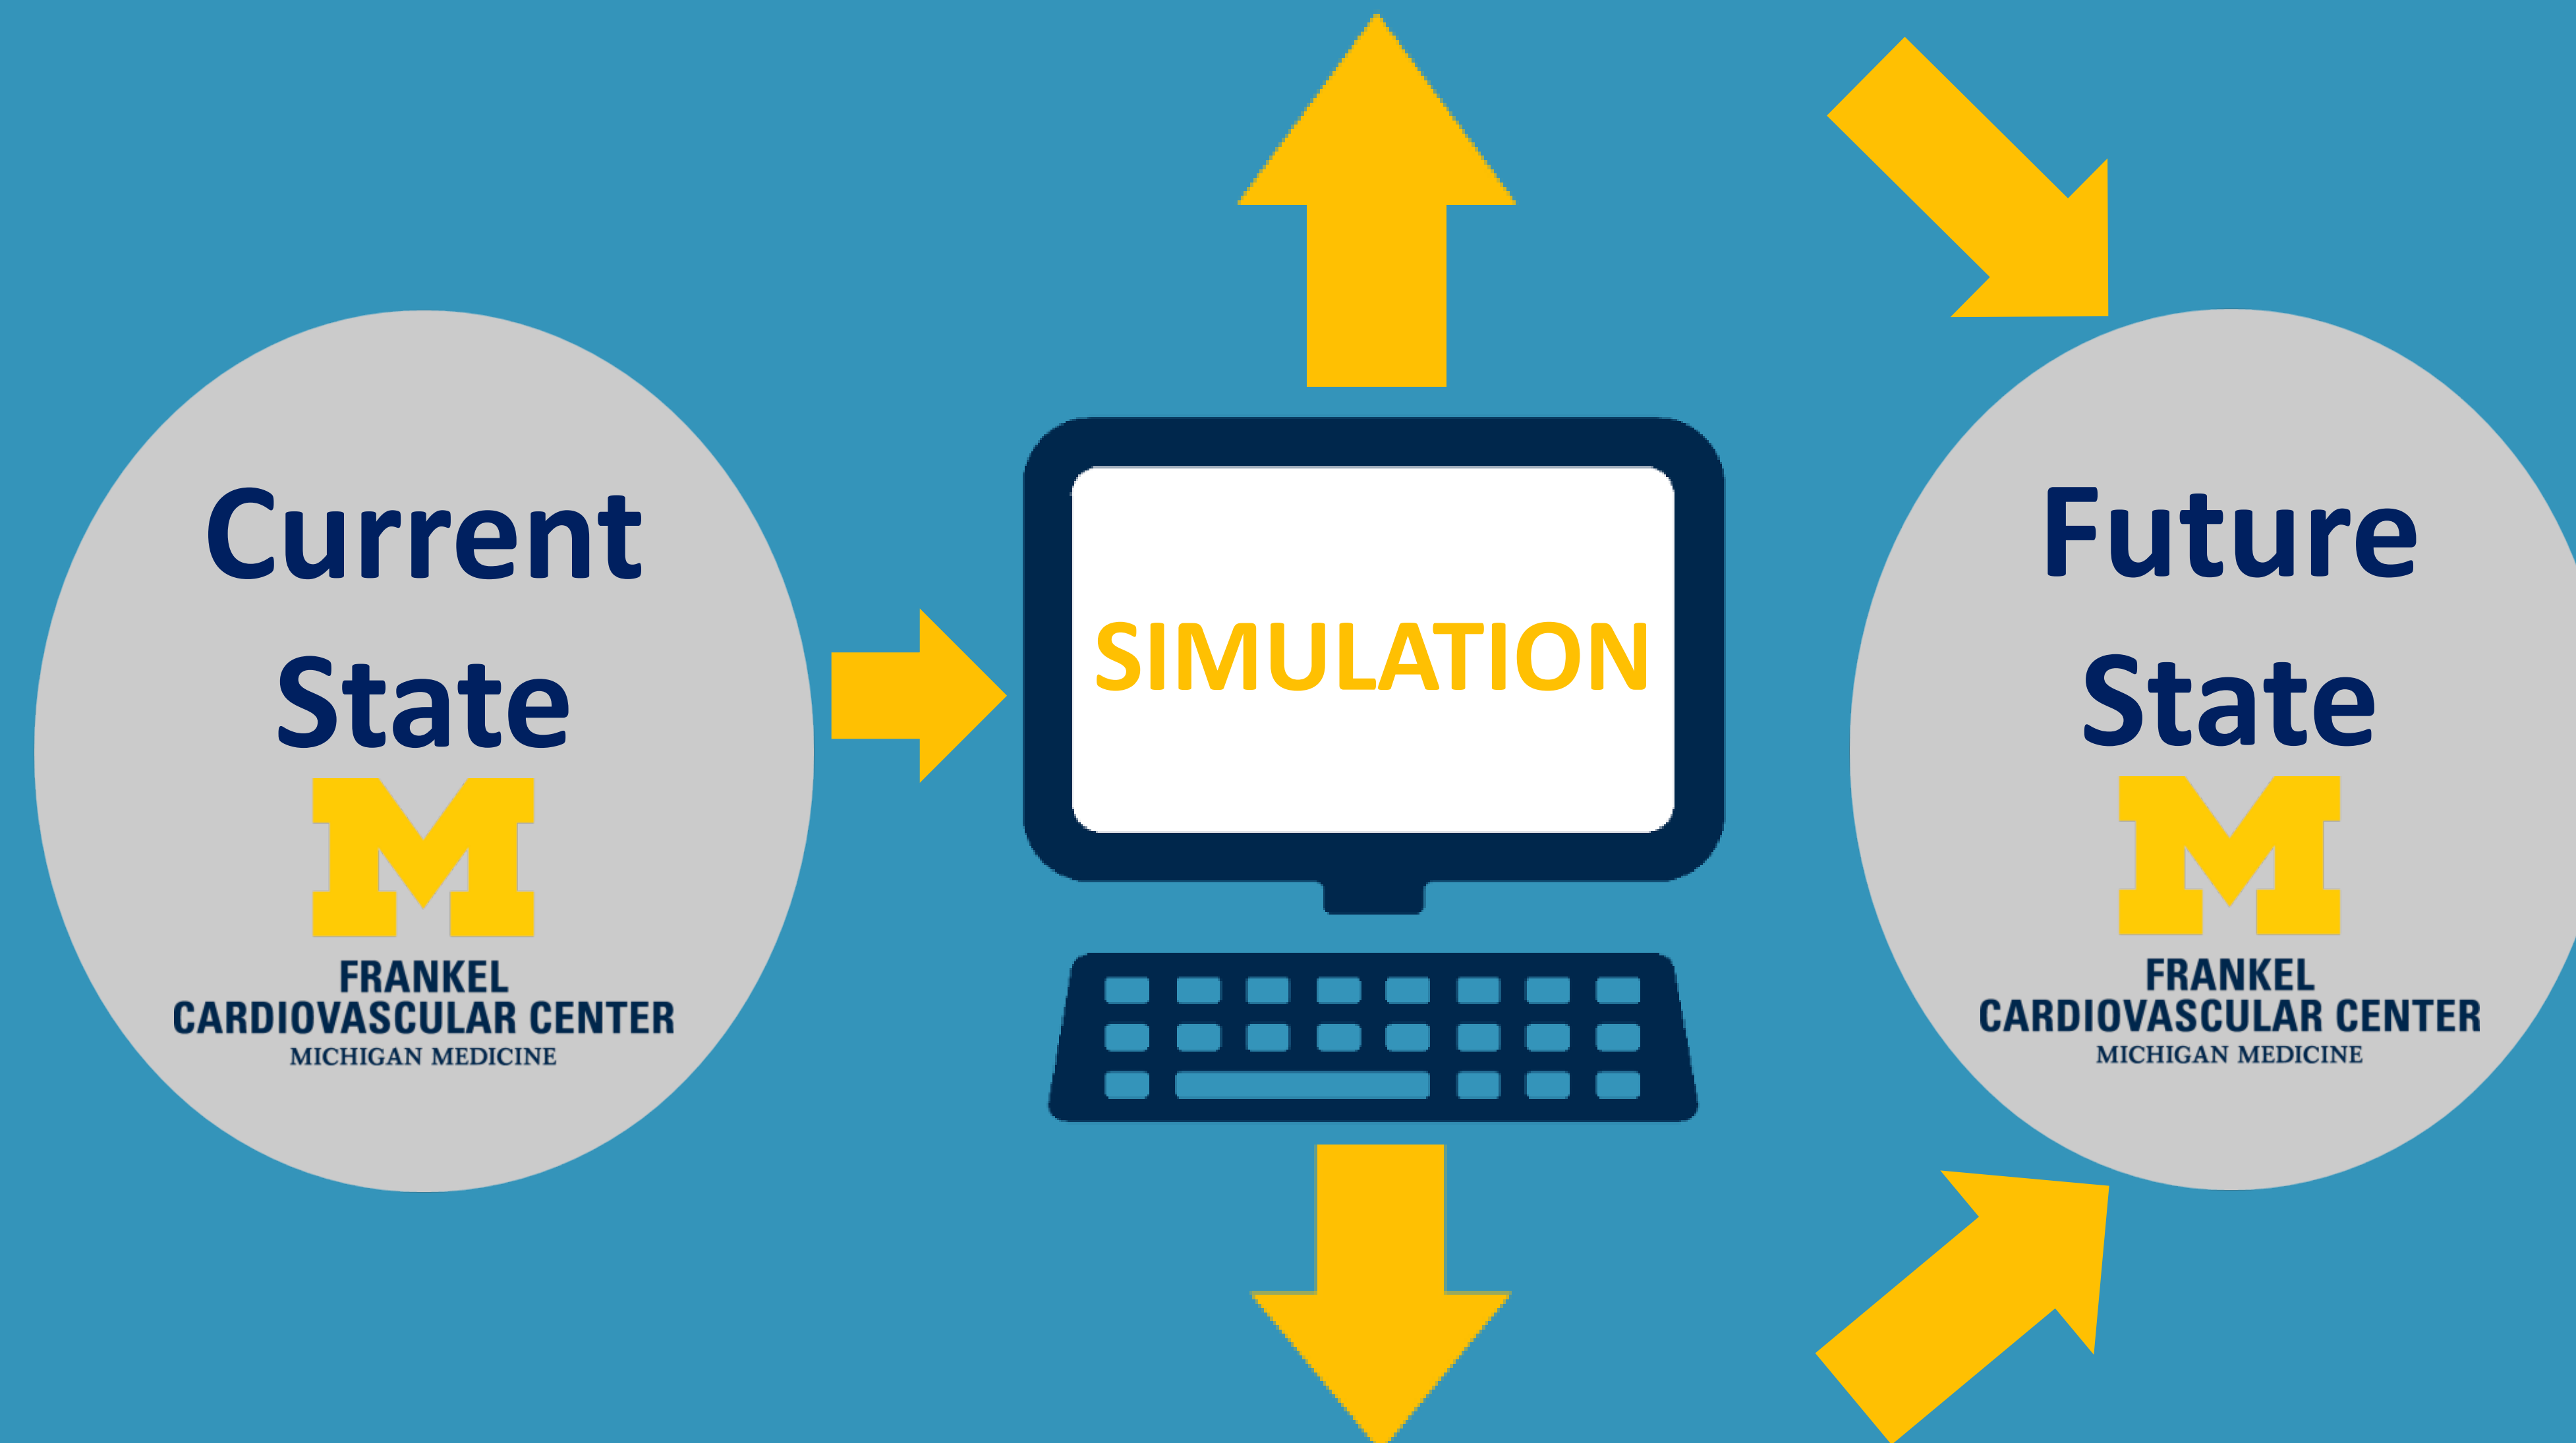 Current
State
M
FRANKEL
CARDIOVASCULAR CENTER
MICHIGAN MEDICINE
SIMULATION
Future
State
M
FRANKEL
CARDIOVASCULAR CENTER
MICHIGAN MEDICINE